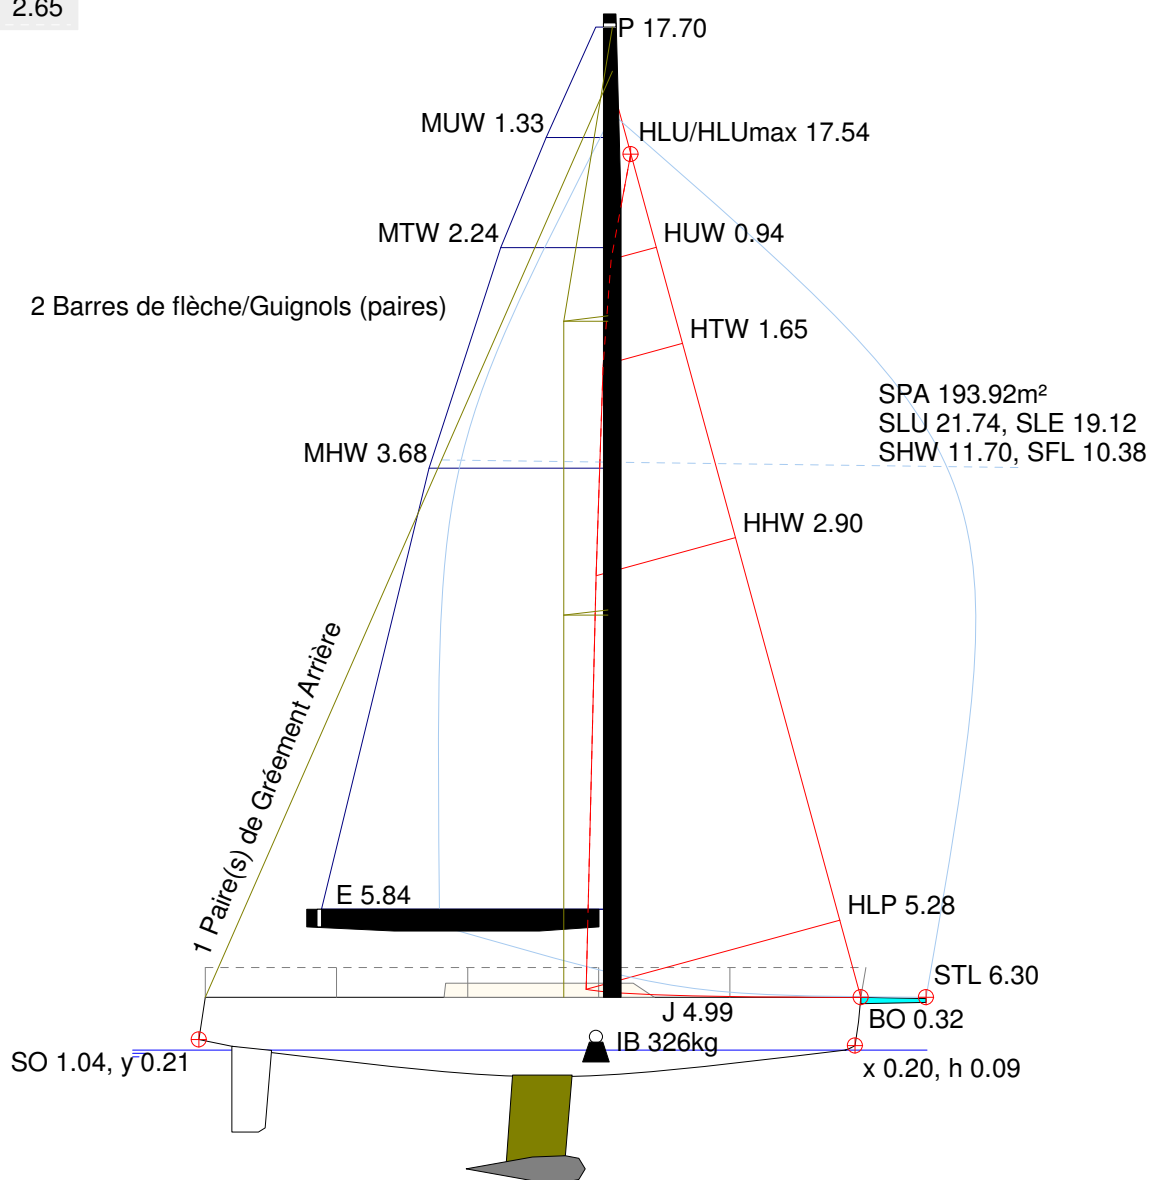 2.65
P 17.70
MUW 1.33
HLU/HLUmax 17.54
MTW 2.24
HUW 0.94
2 Barres de flèche/Guignols (paires)
HTW 1.65
SPA 193.92m²
SLU 21.74, SLE 19.12
SHW 11.70, SFL 10.38
MHW 3.68
HHW 2.90
1 Paire(s) de Gréement Arrière
E 5.84
HLP 5.28
STL 6.30
J 4.99
BO 0.32
IB 326kg
SO 1.04, y 0.21
x 0.20, h 0.09